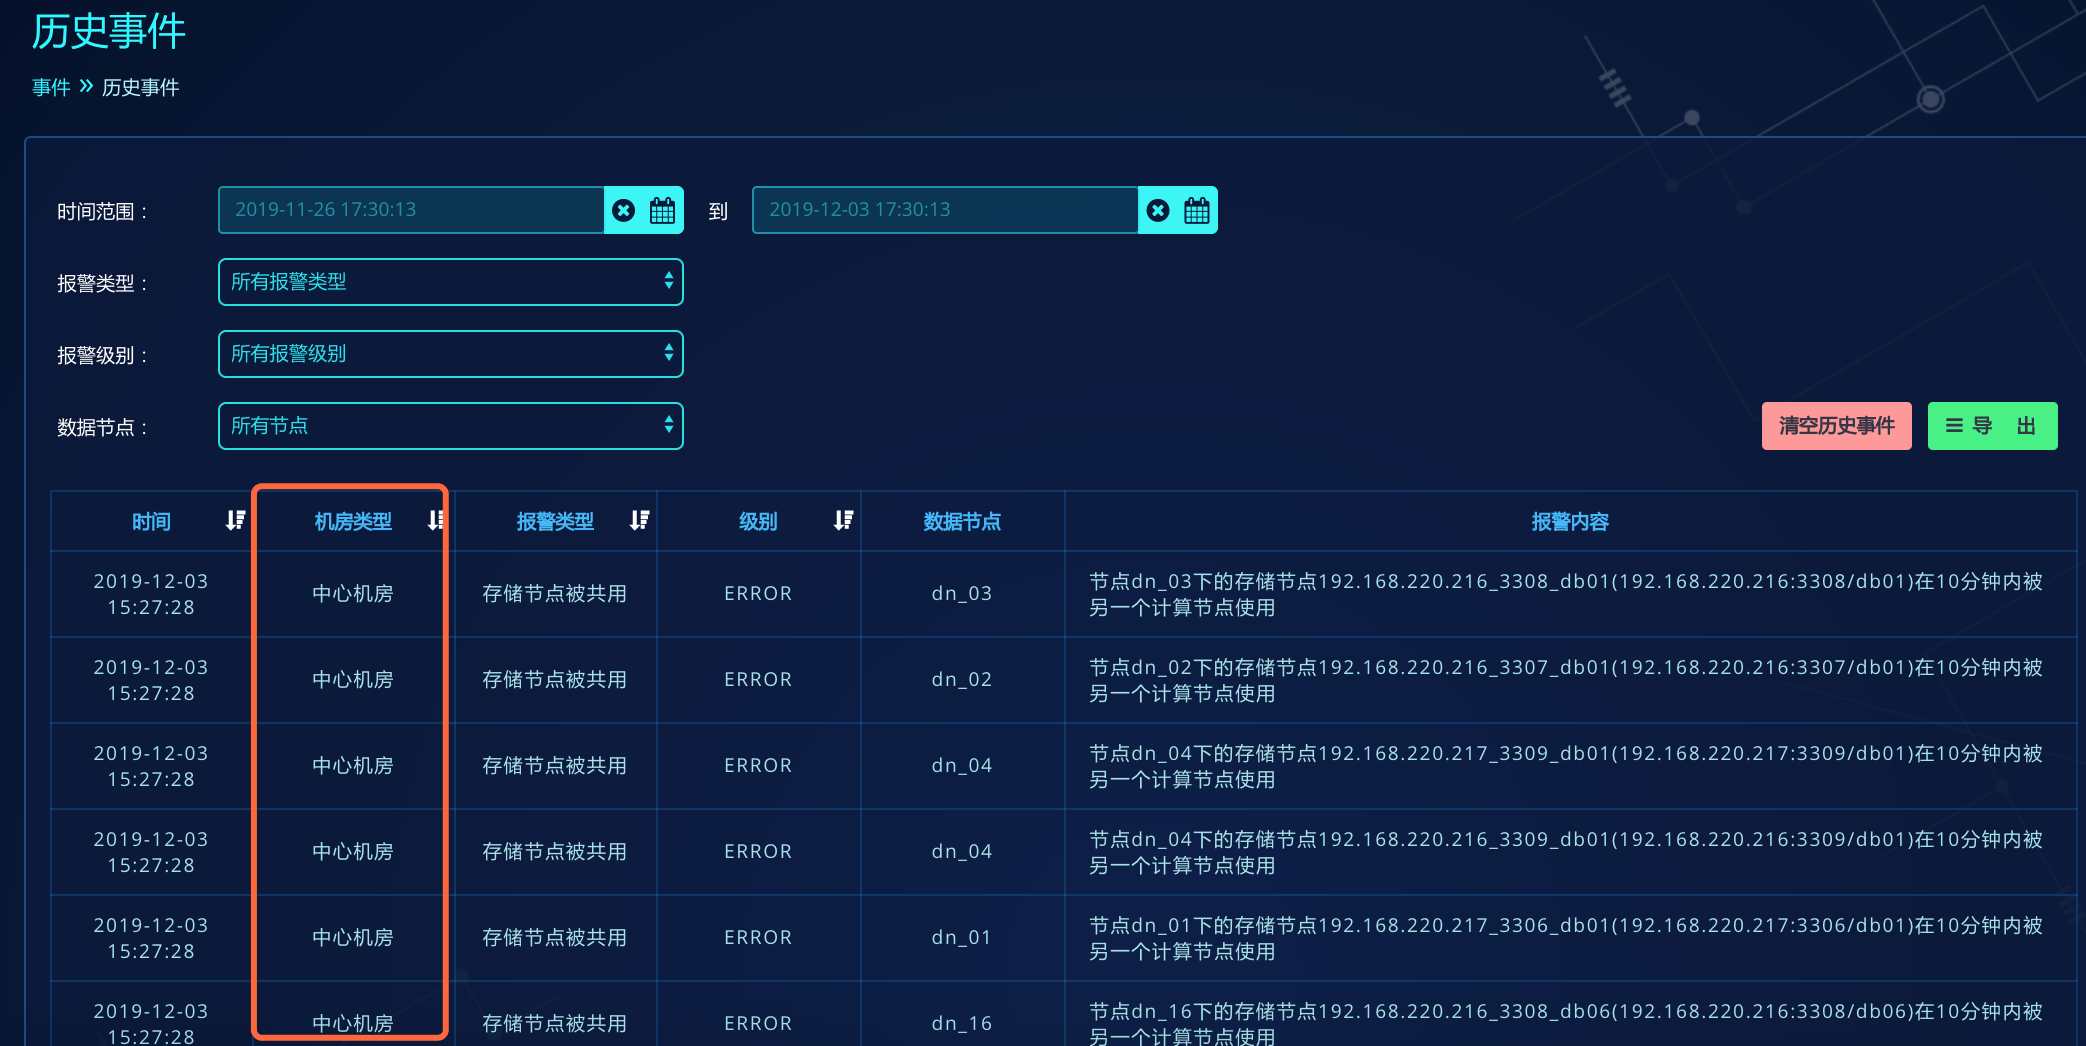 历史事件
事件 » 历史事件
时间范围： 2019-11-26 17:30:13 到 2019-12-03 17:30:13
报警类型： 所有报警类型
报警级别： 所有报警级别
数据节点： 所有节点
清空历史事件 导 出
时间 机房类型 报警类型 级别 数据节点 报警内容
2019-12-03
15:27:28
中心机房 存储节点被共用 ERROR dn_03
节点dn_03下的存储节点192.168.220.216_3308_db01(192.168.220.216:3308/db01)在10分钟内被
另一个计算节点使用
2019-12-03
15:27:28
中心机房 存储节点被共用 ERROR dn_02
节点dn_02下的存储节点192.168.220.216_3307_db01(192.168.220.216:3307/db01)在10分钟内被
另一个计算节点使用
2019-12-03
15:27:28
中心机房 存储节点被共用 ERROR dn_04
节点dn_04下的存储节点192.168.220.217_3309_db01(192.168.220.217:3309/db01)在10分钟内被
另一个计算节点使用
2019-12-03
15:27:28
中心机房 存储节点被共用 ERROR dn_04
节点dn_04下的存储节点192.168.220.216_3309_db01(192.168.220.216:3309/db01)在10分钟内被
另一个计算节点使用
2019-12-03
15:27:28
中心机房 存储节点被共用 ERROR dn_01
节点dn_01下的存储节点192.168.220.217_3306_db01(192.168.220.217:3306/db01)在10分钟内被
另一个计算节点使用
2019-12-03
15:27:28
中心机房 存储节点被共用 ERROR dn_16
节点dn_16下的存储节点192.168.220.216_3308_db06(192.168.220.216:3308/db06)在10分钟内被
另一个计算节点使用